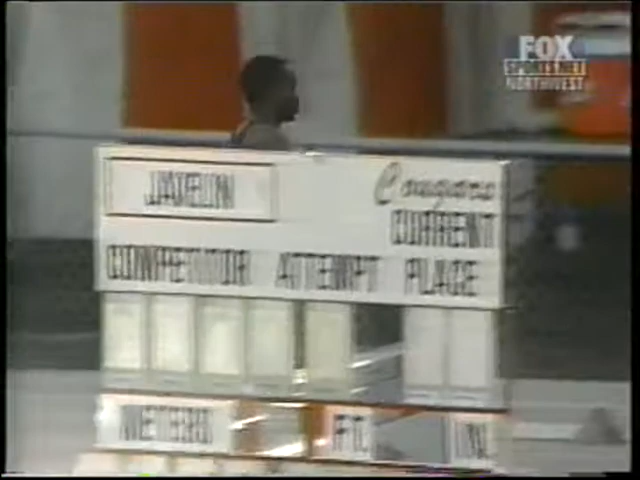 FOX
SPORTS NET
NORTHWEST
JAVELIN
Cougars
CURRENT
COMPETITOR ATTEMPT PLACE
METERS FT. IN.